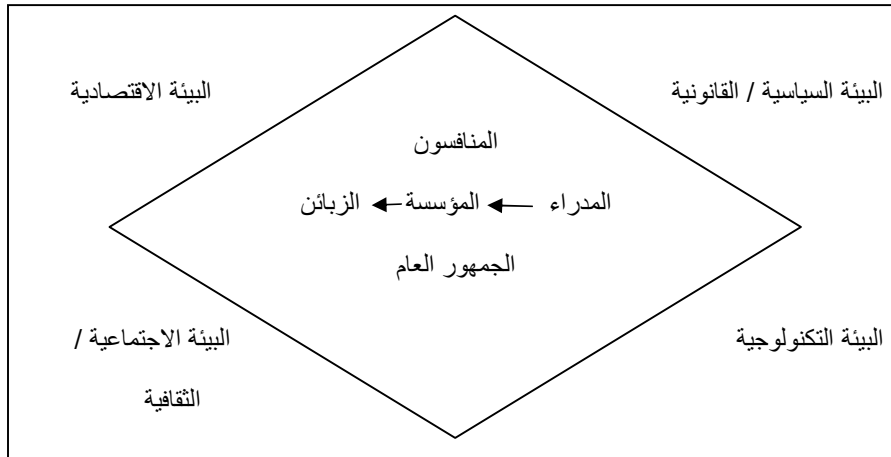 البيئة السياسية / القانونية
البيئة الاقتصادية
المنافسون
المدراء المؤسسة الزبائن
الجمهور العام
البيئة التكنولوجية
البيئة الاجتماعية /
الثقافية